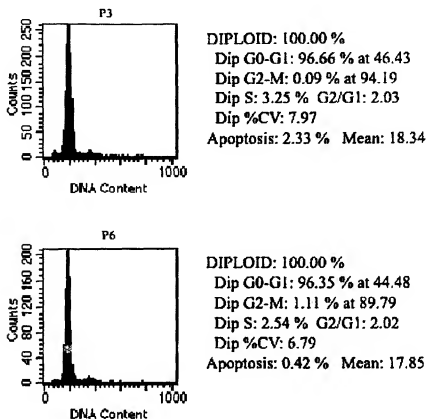 P3
250
200
150
100
50
0
Counts
0
1000
DNA Content
DIPLOID: 100.00 %
Dip G0-G1: 96.66 % at 46.43
Dip G2-M: 0.09 % at 94.19
Dip S: 3.25 % G2/G1: 2.03
Dip %CV: 7.97
Apoptosis: 2.33 % Mean: 18.34
P6
200
160
120
80
40
0
Counts
0
1000
DNA Content
DIPLOID: 100.00 %
Dip G0-G1: 96.35 % at 44.48
Dip G2-M: 1.11 % at 89.79
Dip S: 2.54 % G2/G1: 2.02
Dip %CV: 6.79
Apoptosis: 0.42 % Mean: 17.85